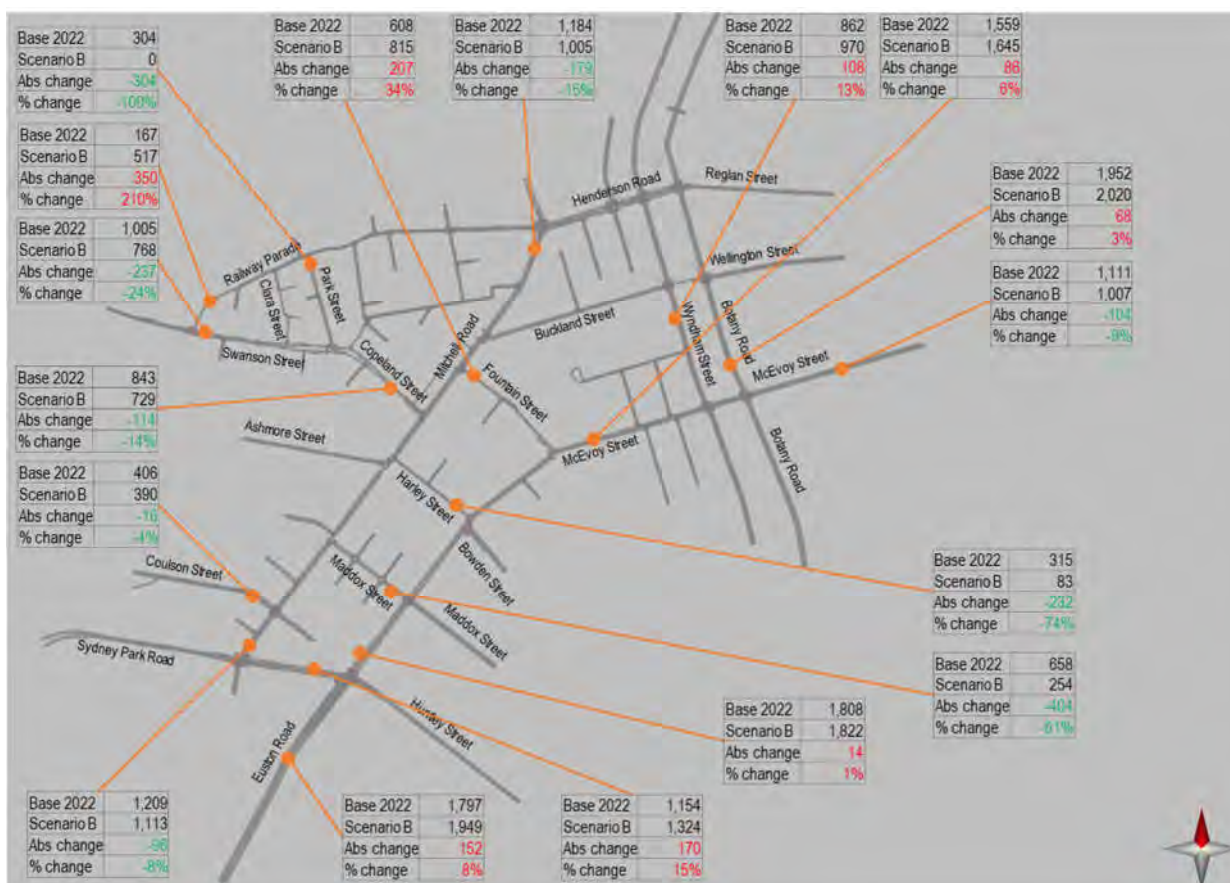 Base 2022 304
Scenario B 0
Abs change -304
% change -100%
Base 2022 608
Scenario B 815
Abs change 207
% change 34%
Base 2022 1,184
Scenario B 1,005
Abs change -179
% change -15%
Base 2022 862
Scenario B 970
Abs change 108
% change 13%
Base 2022 1,559
Scenario B 1,645
Abs change 86
% change 6%
Base 2022 167
Scenario B 517
Abs change 350
% change 210%
Base 2022 1,952
Scenario B 2,020
Abs change 68
% change 3%
Base 2022 1,005
Scenario B 768
Abs change -237
% change -24%
Base 2022 1,111
Scenario B 1,007
Abs change -104
% change -9%
Henderson Road
Reglan Street
Railway Parade
Wellington Street
Clara Street
Park Street
Swanson Street
Copeland Street
Mitchell Road
Buckland Street
Wyndham Street
Botany Road
McEvoy Street
Fountain Street
Base 2022 843
Scenario B 729
Abs change -114
% change -14%
Ashmore Street
McEvoy Street
Botany Road
Harley Street
Base 2022 406
Scenario B 390
Abs change -16
% change -4%
Bowden Street
Coulson Street
Maddox Street
Maddox Street
Base 2022 315
Scenario B 83
Abs change -232
% change -74%
Sydney Park Road
Huntley Street
Euston Road
Base 2022 658
Scenario B 254
Abs change -404
% change -61%
Base 2022 1,808
Scenario B 1,822
Abs change 14
% change 1%
Base 2022 1,209
Scenario B 1,113
Abs change -96
% change -8%
Base 2022 1,797
Scenario B 1,949
Abs change 152
% change 8%
Base 2022 1,154
Scenario B 1,324
Abs change 170
% change 15%